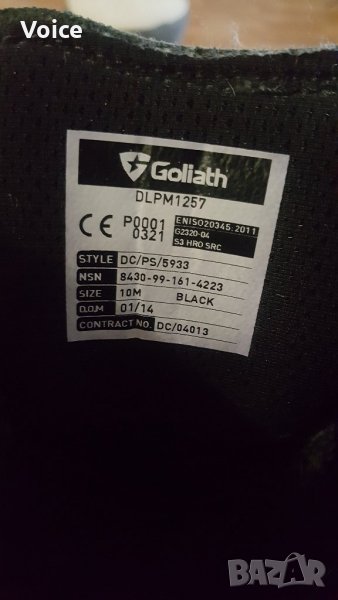 Voice
Goliath
DLPM1257
CE P0001 0321
ENISO20345:2011
G2320-04
S3 HRO SRC
STYLE DC/PS/5933
NSN 8430-99-161-4223
SIZE 10M BLACK
D.O.M 01/14
CONTRACT NO. DC/04013
BAZAR